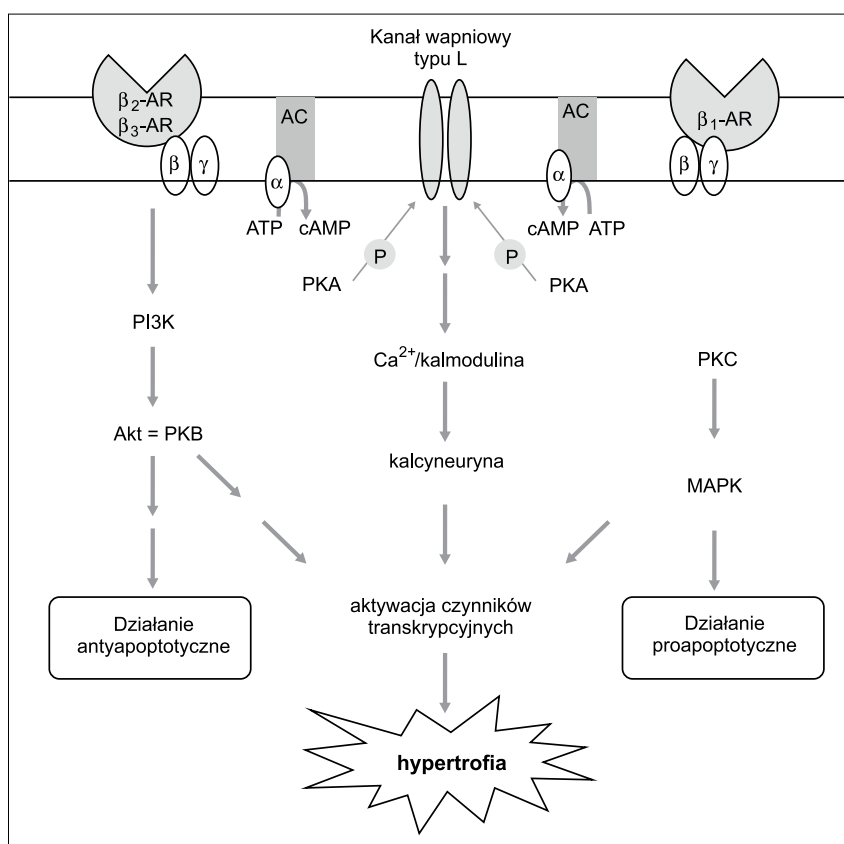 Kanał wapniowy
typu L
β₂-AR
β₃-AR
β γ
AC
α
ATP cAMP
AC
α
cAMP ATP
β₁-AR
β γ
P
PKA
P
PKA
PI3K
Ca²⁺/kalmodulina
PKC
Akt = PKB
kalcyneuryna
MAPK
Działanie
antyapoptotyczne
aktywacja czynników
transkrypcyjnych
Działanie
proapoptotyczne
hypertrofia